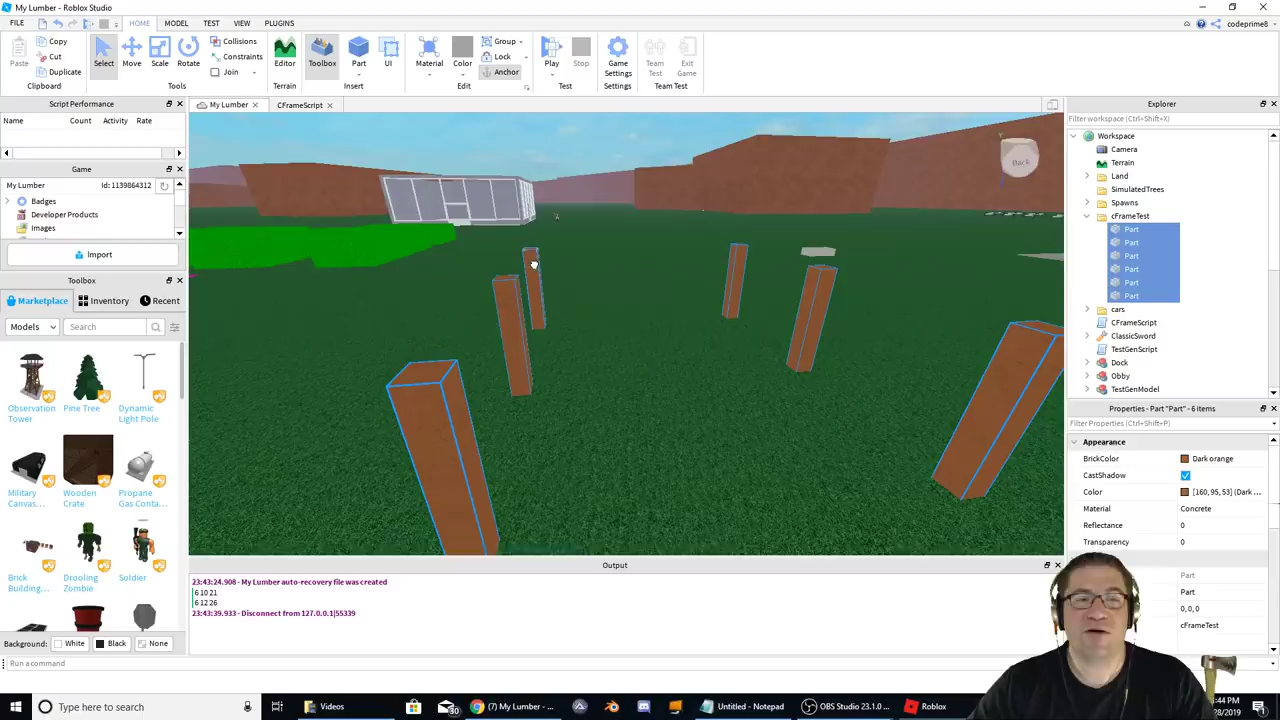 My Lumber - Roblox Studio
FILE HOME MODEL TEST VIEW PLUGINS codeprime8
Paste Copy Cut Duplicate Clipboard
Select Move Scale Rotate Collisions Constraints Join Tools
Editor Terrain
Toolbox Part UI Insert
Material Color Group Lock Anchor Edit
Play Stop Test
Game Settings Settings
Team Test Exit Game Team Test
Script Performance
Name Count Activity Rate
Game
My Lumber Id: 1139864312
Badges
Developer Products
Images
Import
Toolbox
Marketplace Inventory Recent
Models Search
Observation Tower
Pine Tree
Dynamic Light Pole
Military Canvas...
Wooden Crate
Propane Gas Conta...
Brick Building...
Drooling Zombie
Soldier
Background: White Black None
My Lumber CFrameScript
Back
Output
23:43:24.908 - My Lumber auto-recovery file was created
6 10 21
6 12 26
23:43:39.933 - Disconnect from 127.0.0.1|55339
Explorer
Filter workspace (Ctrl+Shift+X)
Workspace
Camera
Terrain
Land
SimulatedTrees
Spawns
cFrameTest
Part
Part
Part
Part
Part
Part
cars
CFrameScript
ClassicSword
TestGenScript
Dock
Obby
TestGenModel
Properties - Part "Part" - 6 items
Filter Properties (Ctrl+Shift+P)
Appearance
BrickColor Dark orange
CastShadow
Color [160, 95, 53] (Dark ...
Material Concrete
Reflectance 0
Transparency 0
Part
Part
0,0,0
cFrameTest
Run a command
Type here to search
Videos
30
(7) My Lumber - ...
Untitled - Notepad
OBS Studio 23.1.0 ...
Roblox